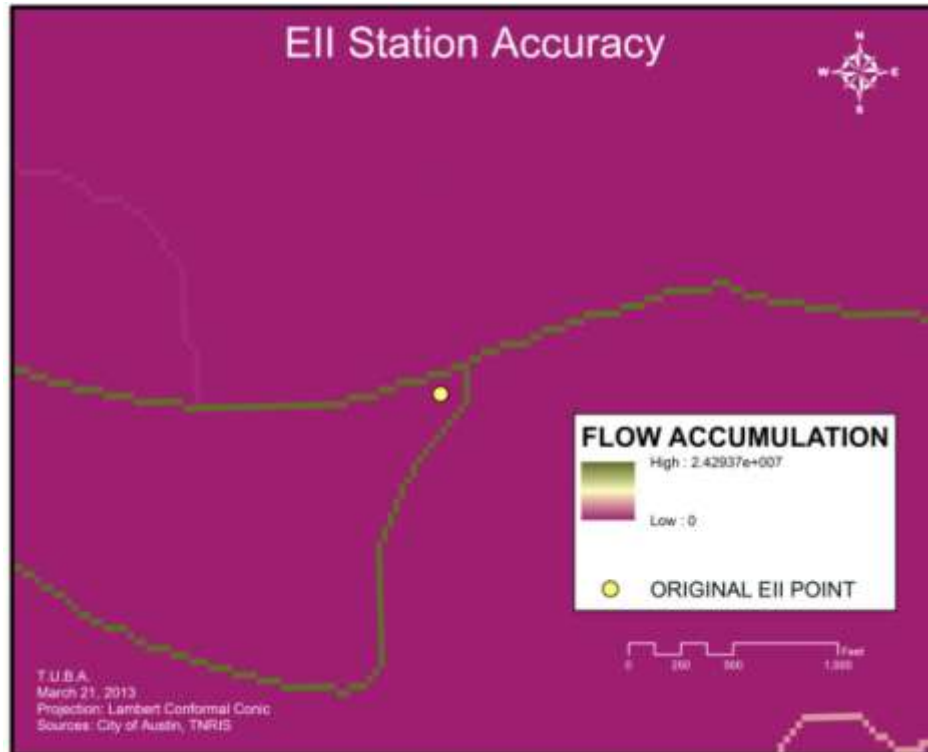 EII Station Accuracy
N
W E
S
FLOW ACCUMULATION
High : 2.42937e+007
Low : 0
ORIGINAL EII POINT
Feet
0 250 500 1,000
T.U.B.A.
March 21, 2013
Projection: Lambert Conformal Conic
Sources: City of Austin, TNRIS